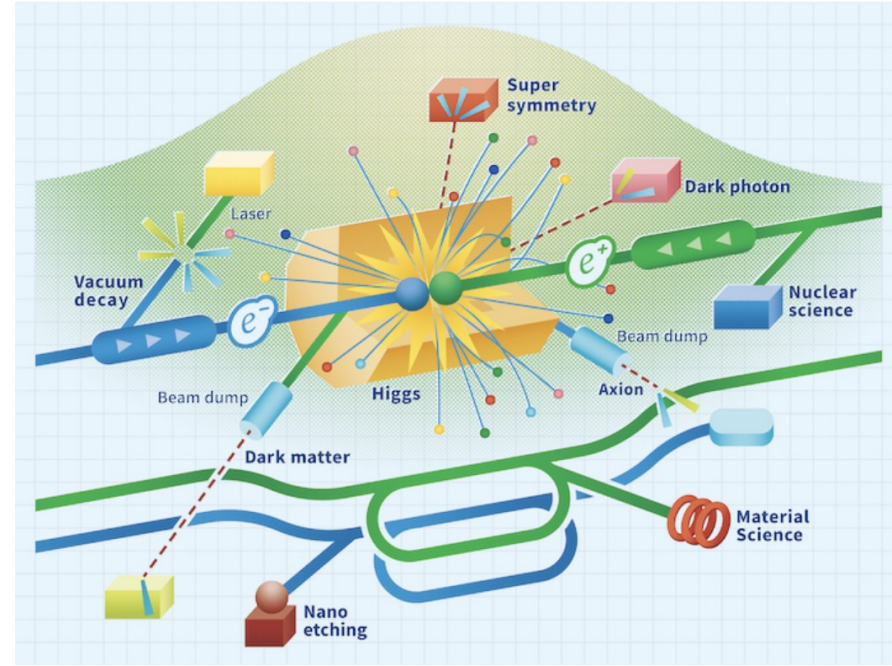 Super
symmetry
Dark photon
Laser
Vacuum
decay
e+
e−
Nuclear
science
Beam dump
Higgs
Axion
Beam dump
Dark matter
Material
Science
Nano
etching